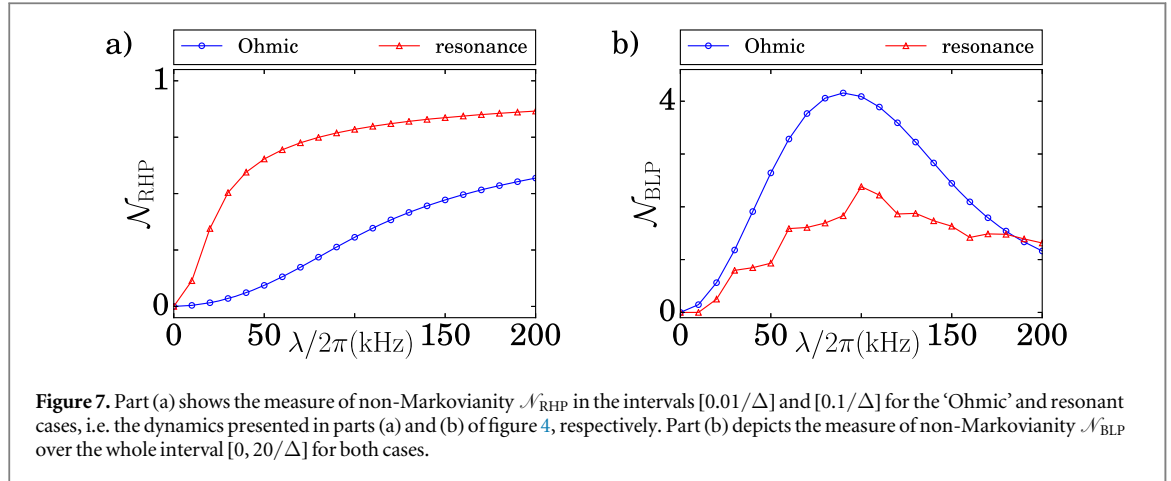 a)
Ohmic
resonance
1
0
𝒩RHP
0
50
λ/2π(kHz)
150
200
b)
Ohmic
resonance
4
0
𝒩BLP
0
50
λ/2π(kHz)
150
200
Figure 7. Part (a) shows the measure of non-Markovianity 𝒩RHP in the intervals [0.01/Δ] and [0.1/Δ] for the ‘Ohmic’ and resonant
cases, i.e. the dynamics presented in parts (a) and (b) of figure 4, respectively. Part (b) depicts the measure of non-Markovianity 𝒩BLP
over the whole interval [0, 20/Δ] for both cases.